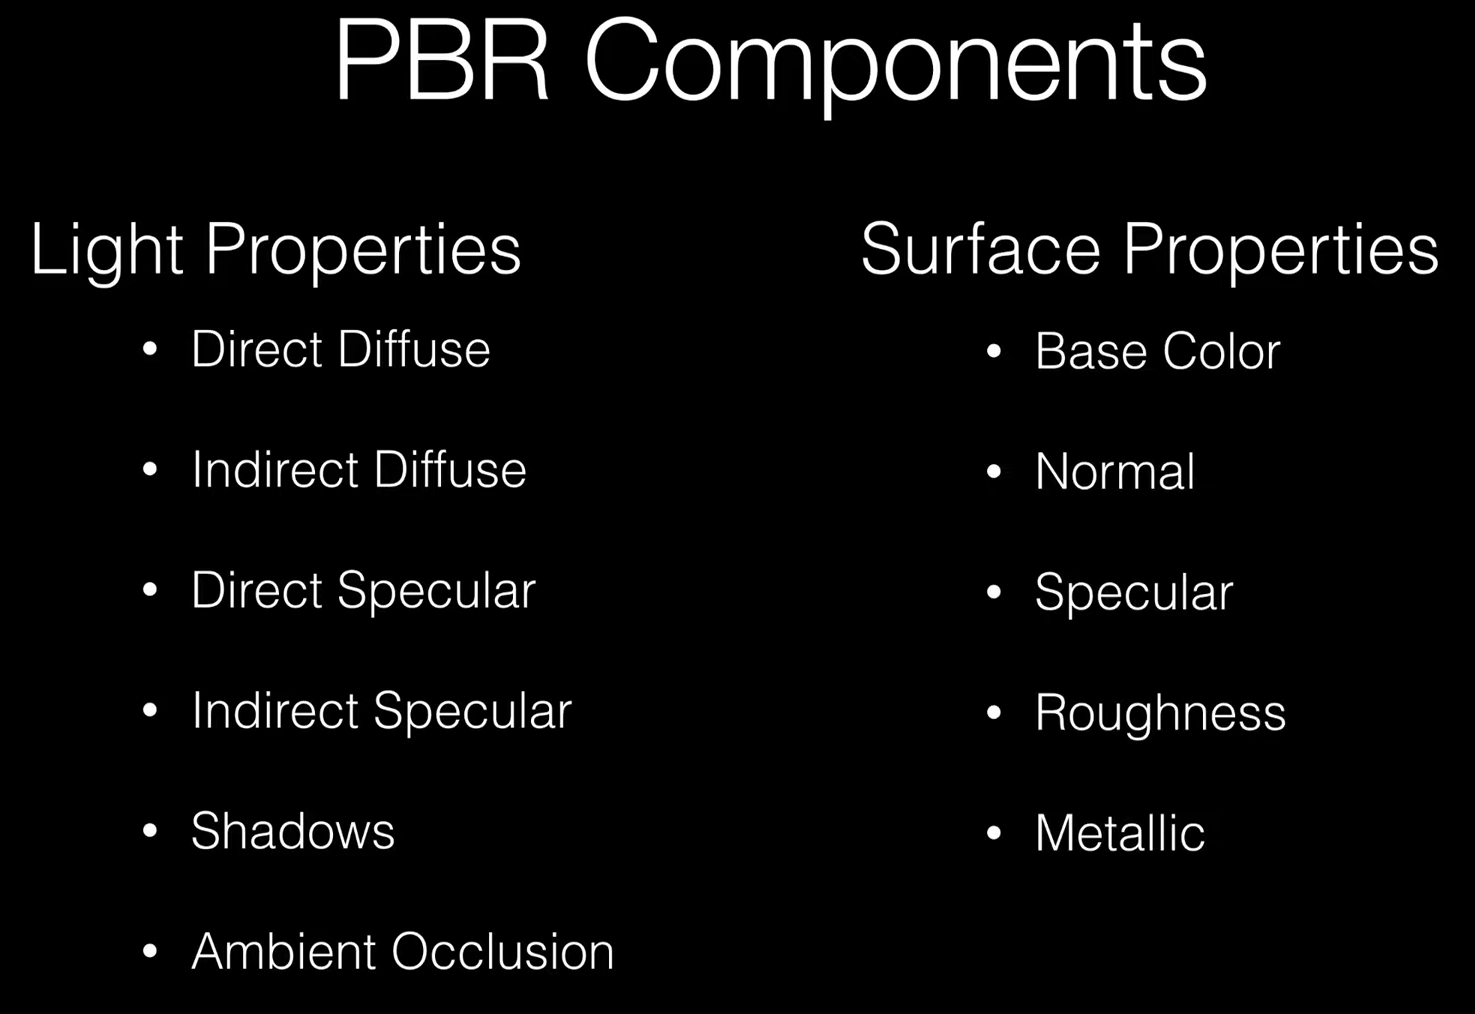 PBR Components
Light Properties
• Direct Diffuse
• Indirect Diffuse
• Direct Specular
• Indirect Specular
• Shadows
• Ambient Occlusion
Surface Properties
• Base Color
• Normal
• Specular
• Roughness
• Metallic